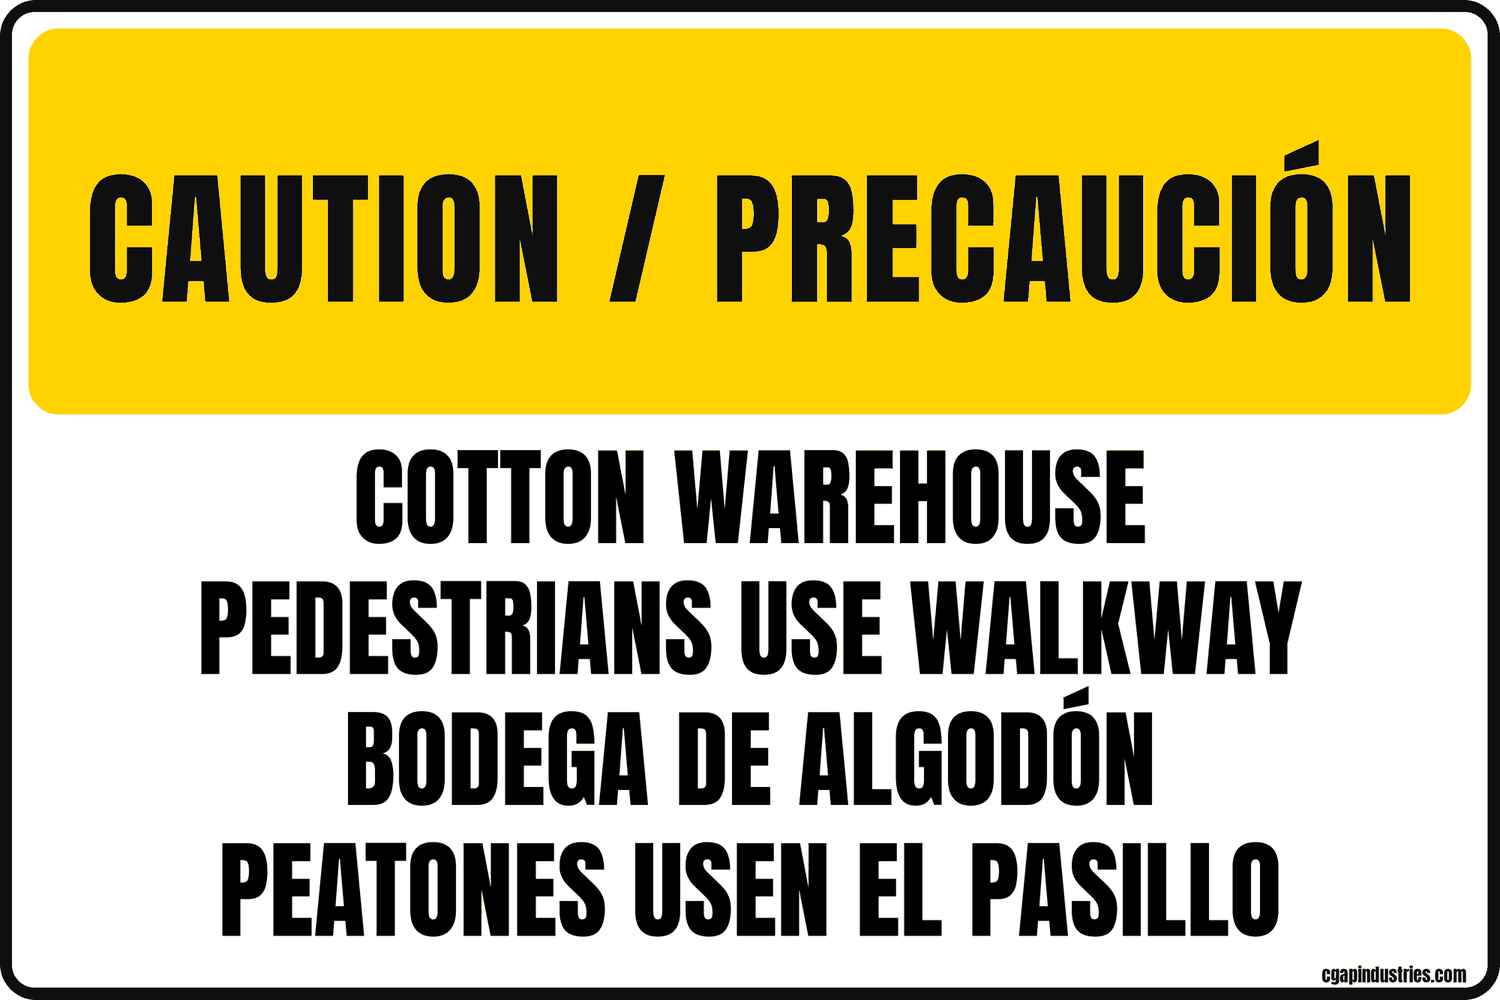 CAUTION / PRECAUCIÓN
COTTON WAREHOUSE
PEDESTRIANS USE WALKWAY
BODEGA DE ALGODÓN
PEATONES USEN EL PASILLO
cgapindustries.com